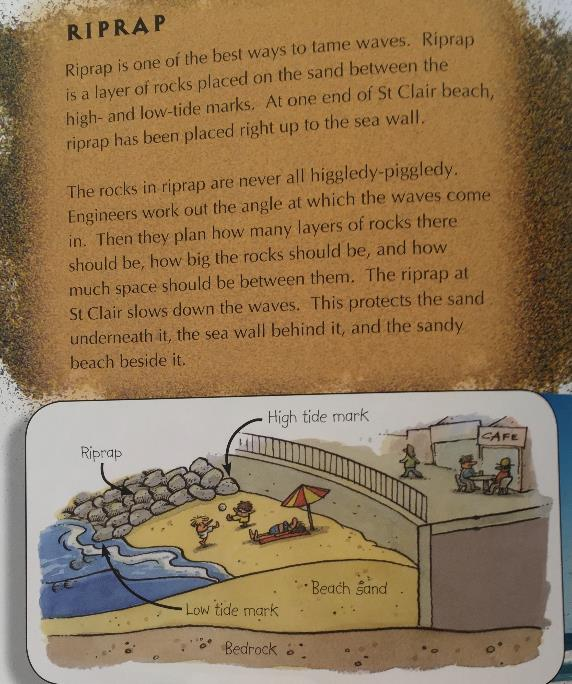 RIPRAP
Riprap is one of the best ways to tame waves. Riprap
is a layer of rocks placed on the sand between the
high- and low-tide marks. At one end of St Clair beach,
riprap has been placed right up to the sea wall.
The rocks in riprap are never all higgledy-piggledy.
Engineers work out the angle at which the waves come
in. Then they plan how many layers of rocks there
should be, how big the rocks should be, and how
much space should be between them. The riprap at
St Clair slows down the waves. This protects the sand
underneath it, the sea wall behind it, and the sandy
beach beside it.
High tide mark
CAFE
Riprap
Beach sand
Low tide mark
Bedrock